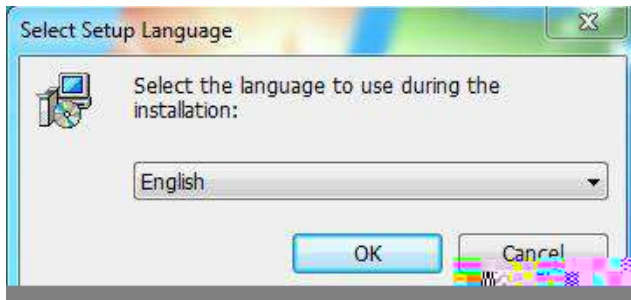 Select Setup Language
Select the language to use during the
installation:
English
OK
Cancel